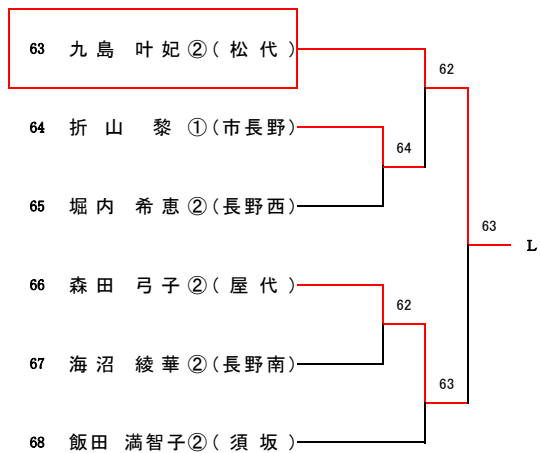 63 九島 叶妃②(松代)
62
64 折山 黎①(市長野)
64
65 堀内 希恵②(長野西)
63
L
66 森田 弓子②(屋代)
62
67 海沼 綾華②(長野南)
63
68 飯田 満智子②(須坂)